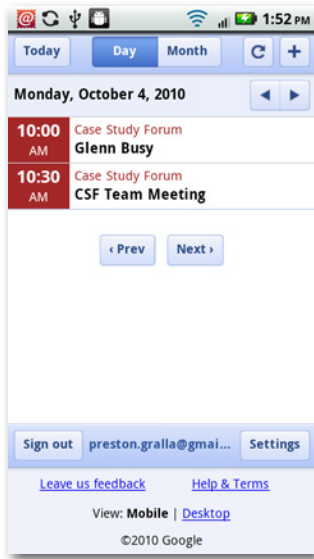 1:52 PM
Today Day Month
Monday, October 4, 2010
10:00 Case Study Forum
AM Glenn Busy
10:30 Case Study Forum
AM CSF Team Meeting
‹ Prev Next ›
Sign out preston.gralla@gmai... Settings
Leave us feedback Help & Terms
View: Mobile | Desktop
©2010 Google